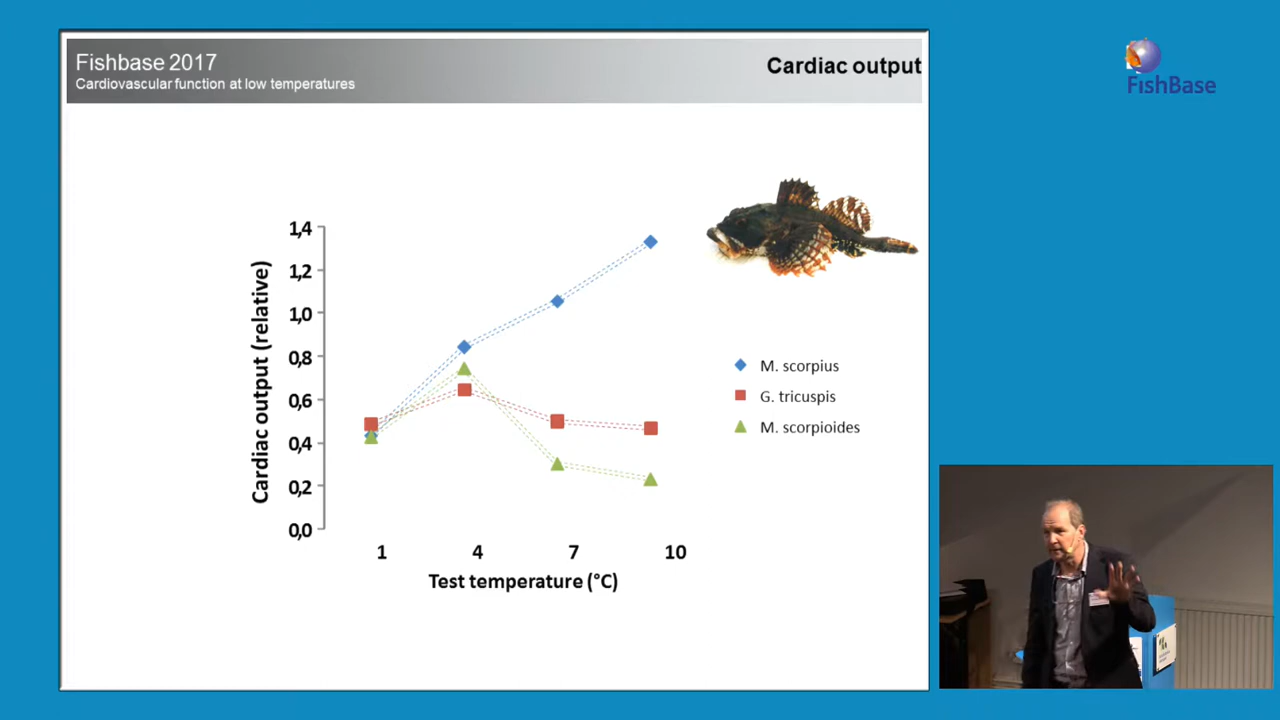 Fishbase 2017
Cardiovascular function at low temperatures
Cardiac output
FishBase
1,4
1,2
1,0
0,8
0,6
0,4
0,2
0,0
Cardiac output (relative)
1 4 7 10
Test temperature (°C)
M. scorpius
G. tricuspis
M. scorpioides